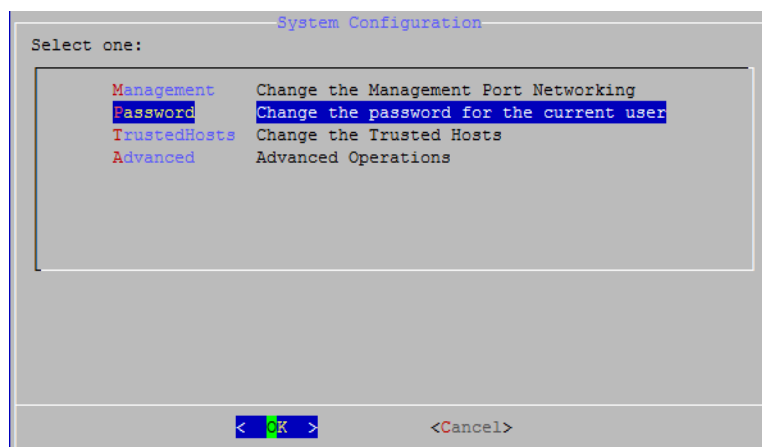 System Configuration
Select one:
Management Change the Management Port Networking
Password Change the password for the current user
TrustedHosts Change the Trusted Hosts
Advanced Advanced Operations
< OK > <Cancel>